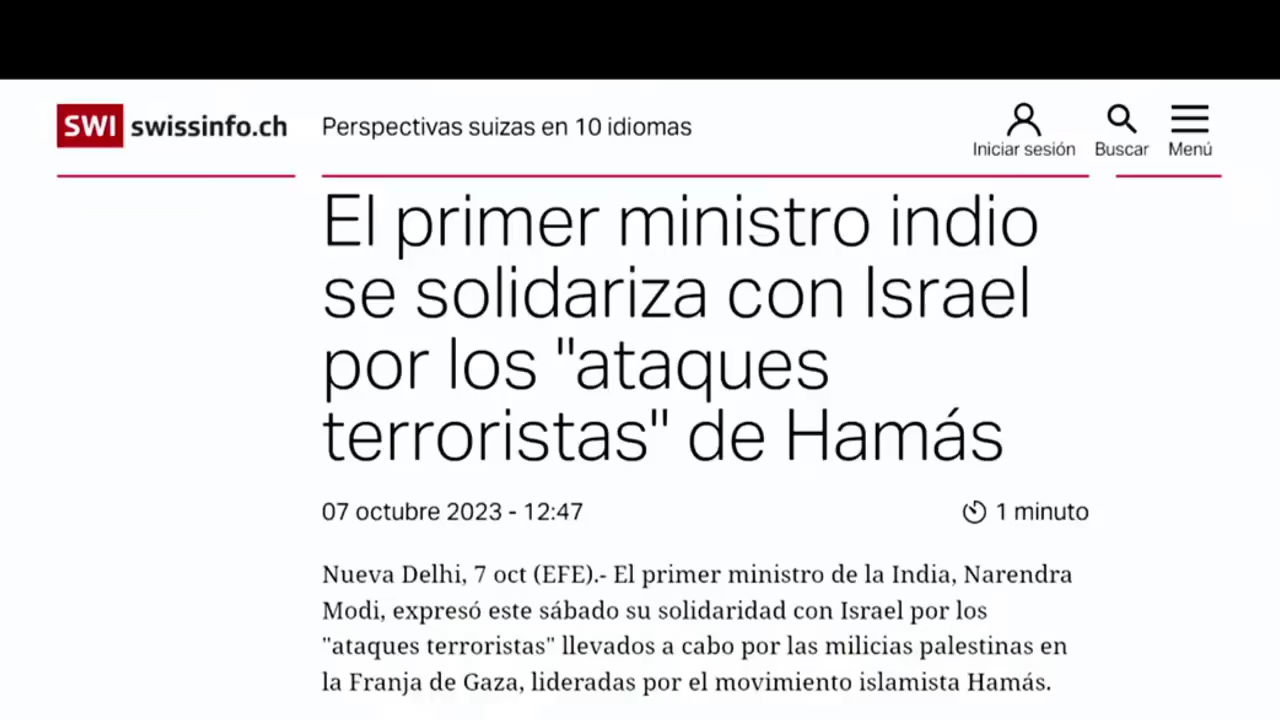 SWI swissinfo.ch Perspectivas suizas en 10 idiomas Iniciar sesión Buscar Menú
El primer ministro indio
se solidariza con Israel
por los "ataques
terroristas" de Hamás
07 octubre 2023 - 12:47 1 minuto
Nueva Delhi, 7 oct (EFE).- El primer ministro de la India, Narendra
Modi, expresó este sábado su solidaridad con Israel por los
"ataques terroristas" llevados a cabo por las milicias palestinas en
la Franja de Gaza, lideradas por el movimiento islamista Hamás.